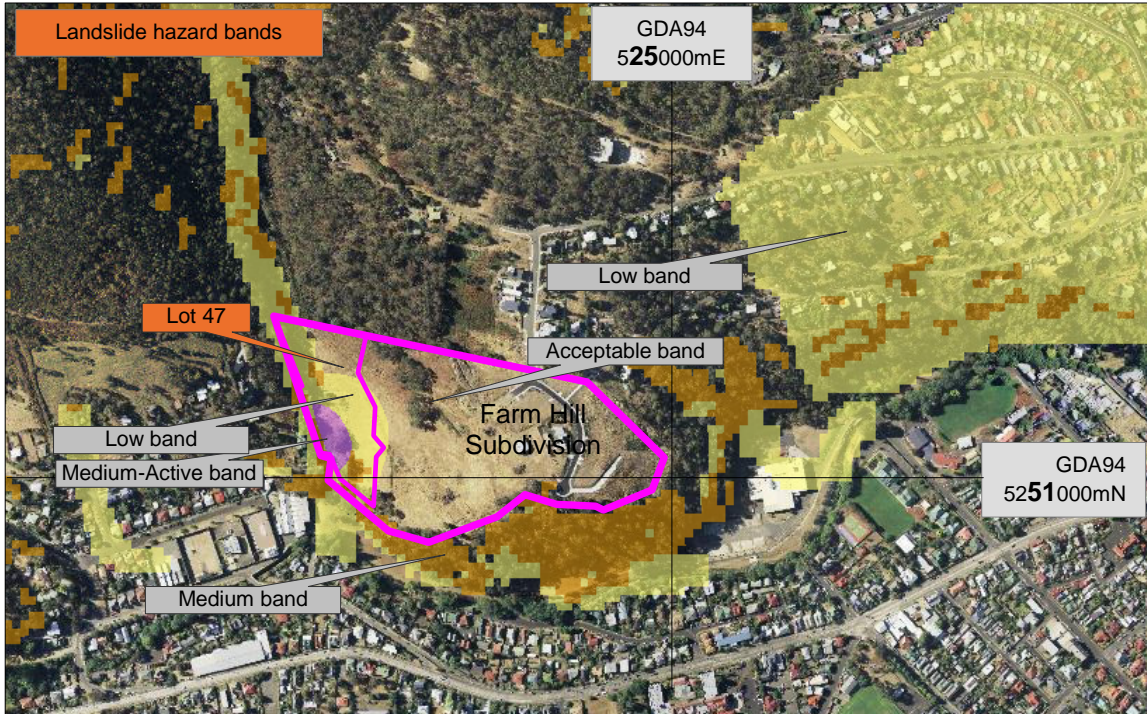 Landslide hazard bands
GDA94
525000mE
Low band
Lot 47
Acceptable band
Farm Hill
Subdivision
Low band
Medium-Active band
GDA94
5251000mN
Medium band